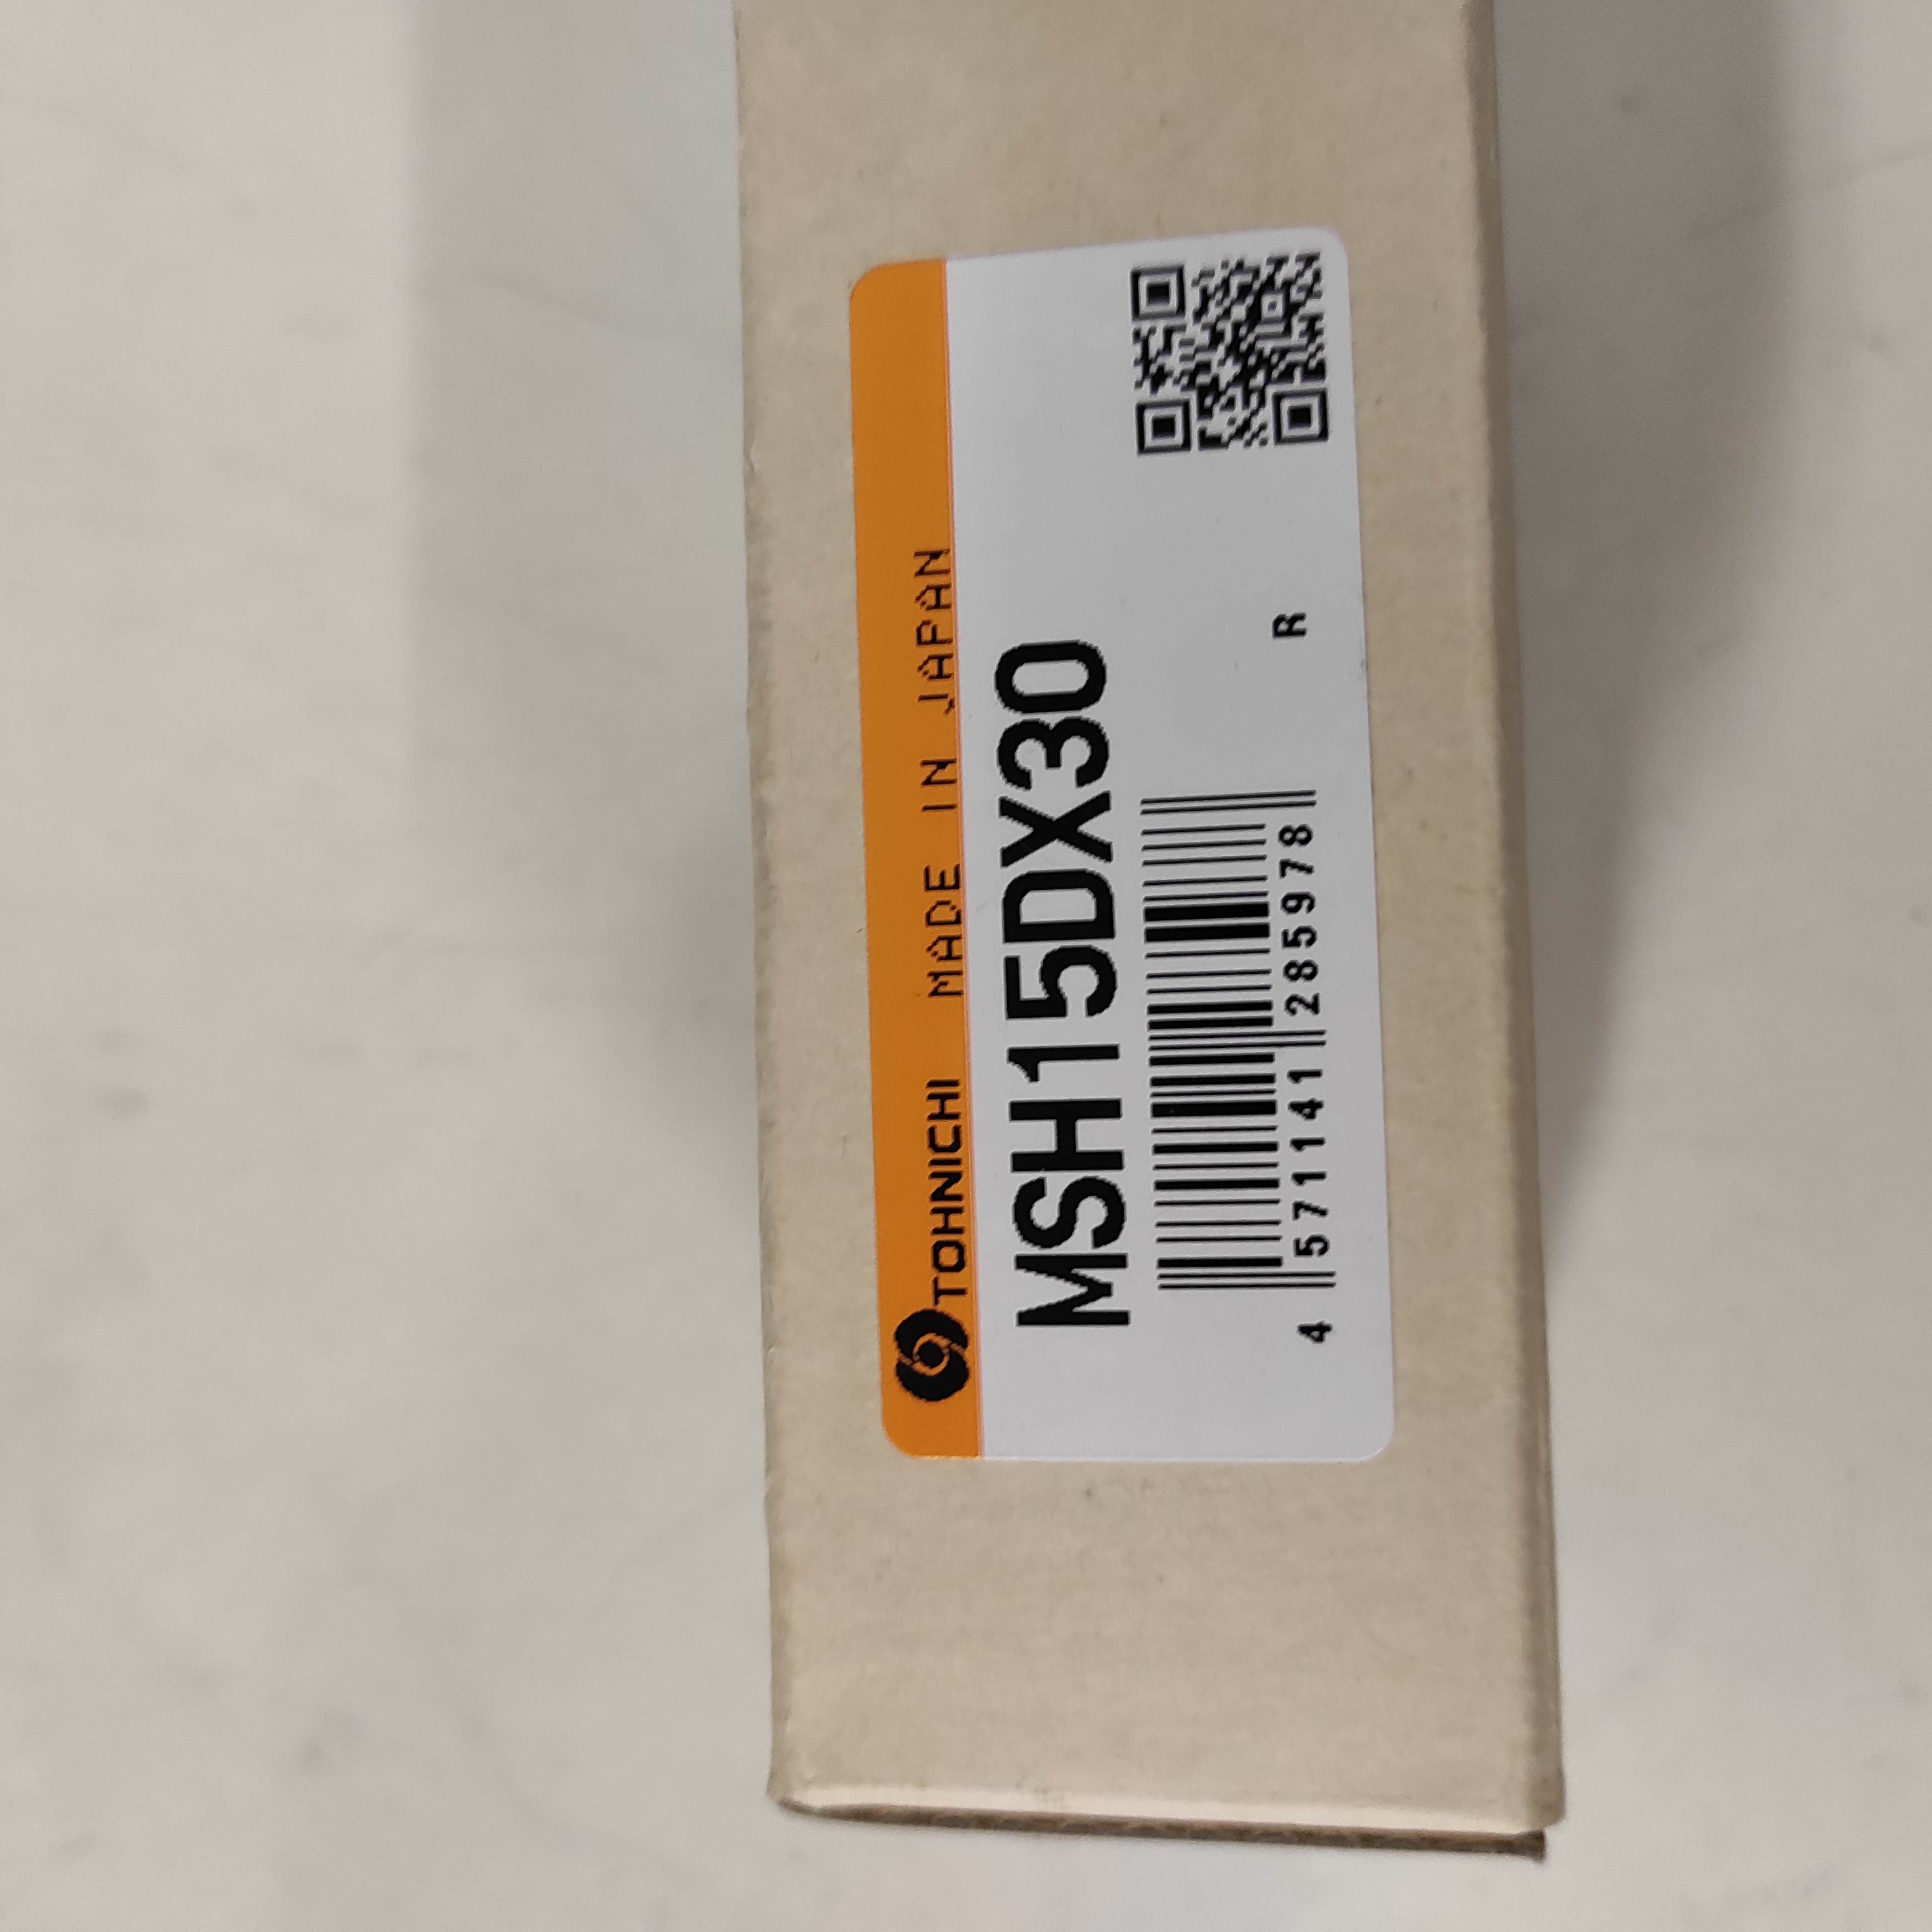 TOHNICHI MADE IN JAPAN
MSH15DX30
R
4 571141 285978